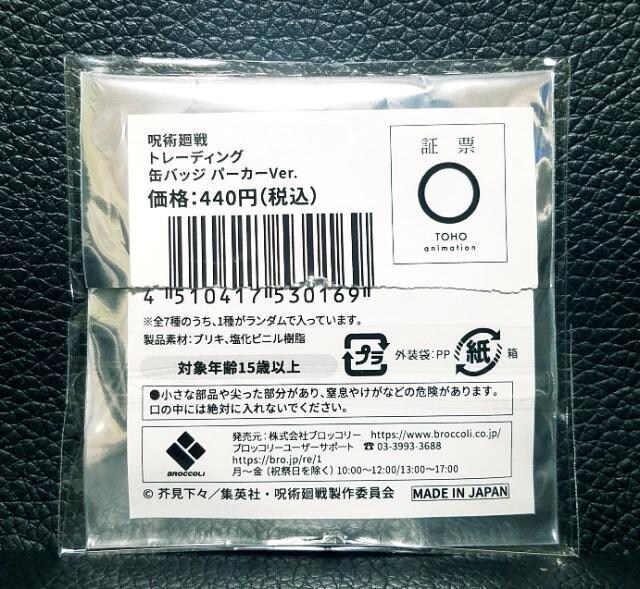 呪術廻戦
トレーディング
缶バッジ パーカーVer.
価格:440円(税込)
証票
TOHO
animation
4 510417 530169
※全7種のうち、1種がランダムで入っています。
製品素材:ブリキ、塩化ビニル樹脂
対象年齢15歳以上
プラ
外装袋:PP
紙
箱
●小さな部品や尖った部分があり、窒息やけがなどの危険があります。
口の中には絶対に入れないでください。
BROCCOLI
発売元:株式会社ブロッコリー https://www.broccoli.co.jp/
ブロッコリーユーザーサポート ☎03-3993-3688
https://bro.jp/re/1
月〜金(祝祭日を除く)10:00〜12:00/13:00〜17:00
© 芥見下々/集英社・呪術廻戦製作委員会
MADE IN JAPAN